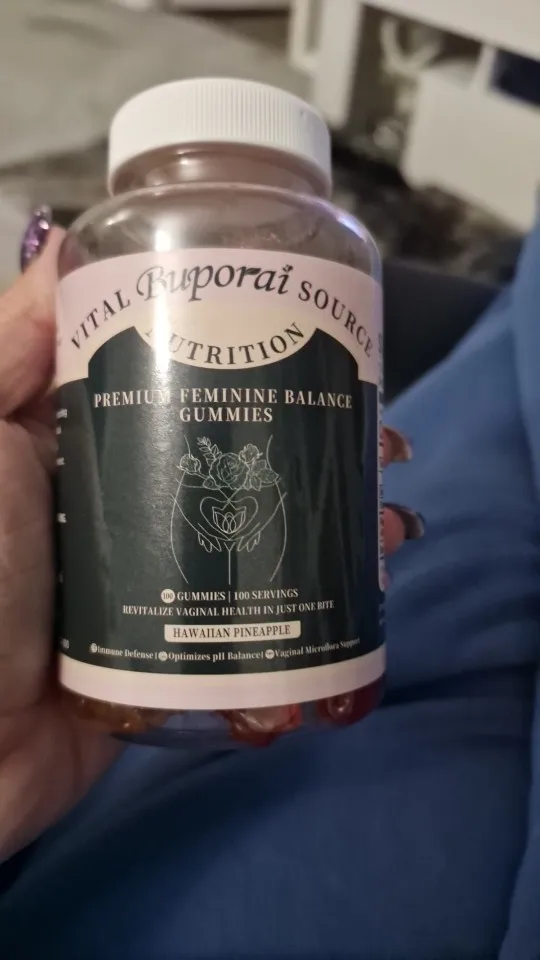 VITAL Buporai SOURCE
NUTRITION
PREMIUM FEMININE BALANCE
GUMMIES
100 GUMMIES | 100 SERVINGS
REVITALIZE VAGINAL HEALTH IN JUST ONE BITE
HAWAIIAN PINEAPPLE
Immune Defense | Optimizes pH Balance | Vaginal Microflora Support